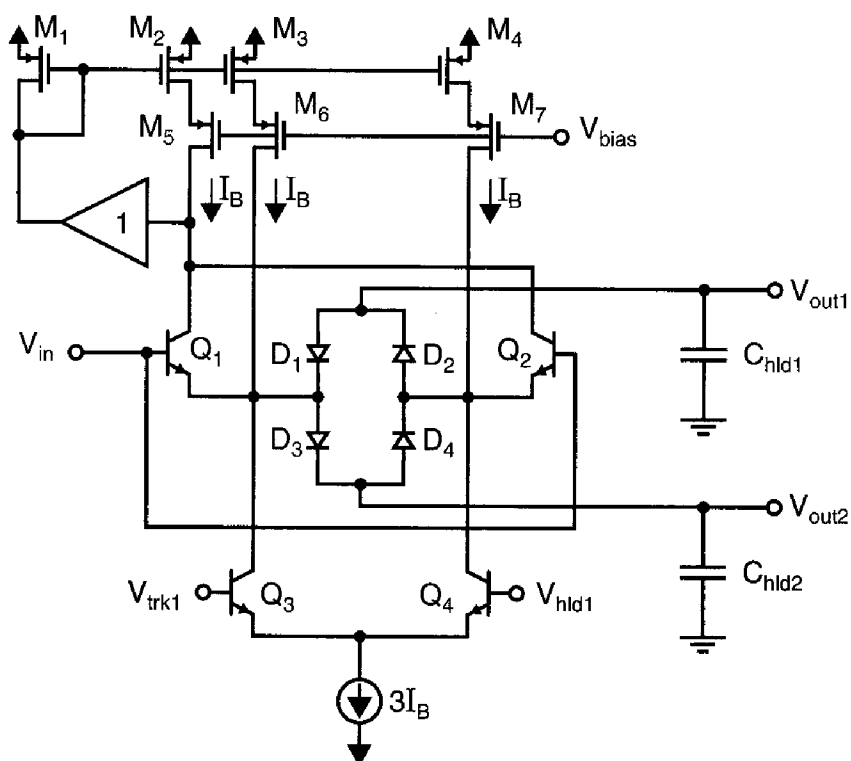 M1 M2 M3 M4
M5 M6 M7 Vbias
IB IB IB
1
Vout1
Vin Q1 D1 D2 Q2 Chld1
D3 D4
Vout2
Vtrk1 Q3 Q4 Vhld1 Chld2
3IB